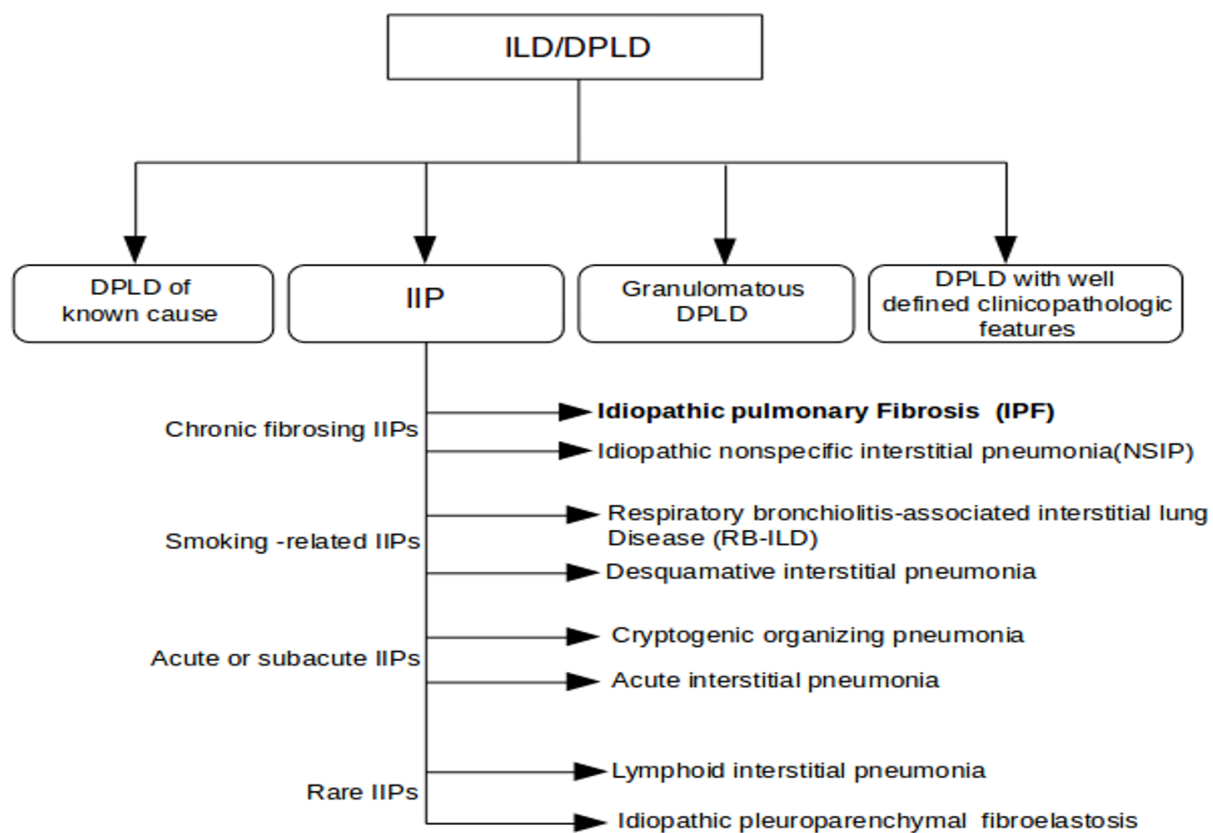 ILD/DPLD
DPLD of
known cause
IIP
Granulomatous
DPLD
DPLD with well
defined clinicopathologic
features
Chronic fibrosing IIPs
Idiopathic pulmonary Fibrosis (IPF)
Idiopathic nonspecific interstitial pneumonia(NSIP)
Smoking -related IIPs
Respiratory bronchiolitis-associated interstitial lung
Disease (RB-ILD)
Desquamative interstitial pneumonia
Acute or subacute IIPs
Cryptogenic organizing pneumonia
Acute interstitial pneumonia
Rare IIPs
Lymphoid interstitial pneumonia
Idiopathic pleuroparenchymal fibroelastosis